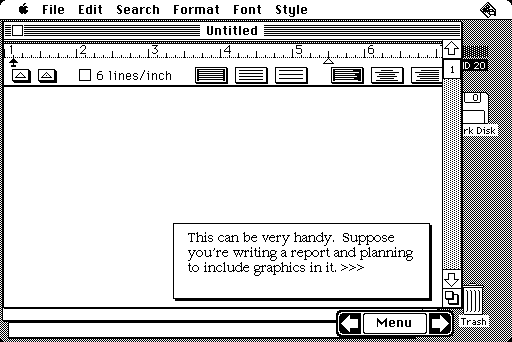 File Edit Search Format Font Style
Untitled
1 2 3 4 5 6
6 lines/inch
1
HD 20
rk Disk
This can be very handy. Suppose
you're writing a report and planning
to include graphics in it. >>>
Menu
Trash